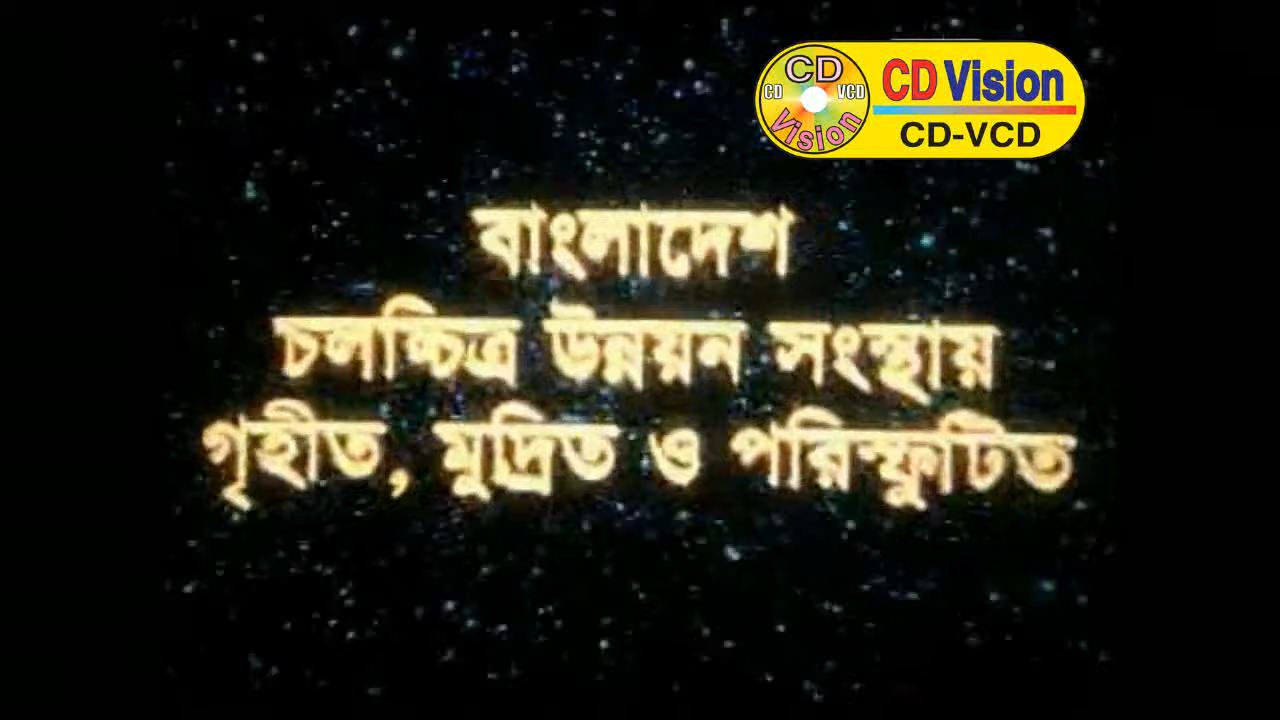 CD
CD VCD
Vision
CD Vision
CD-VCD
বাংলাদেশ
চলচ্চিত্র উন্নয়ন সংস্থায়
গৃহীত, মুদ্রিত ও পরিস্ফুটিত